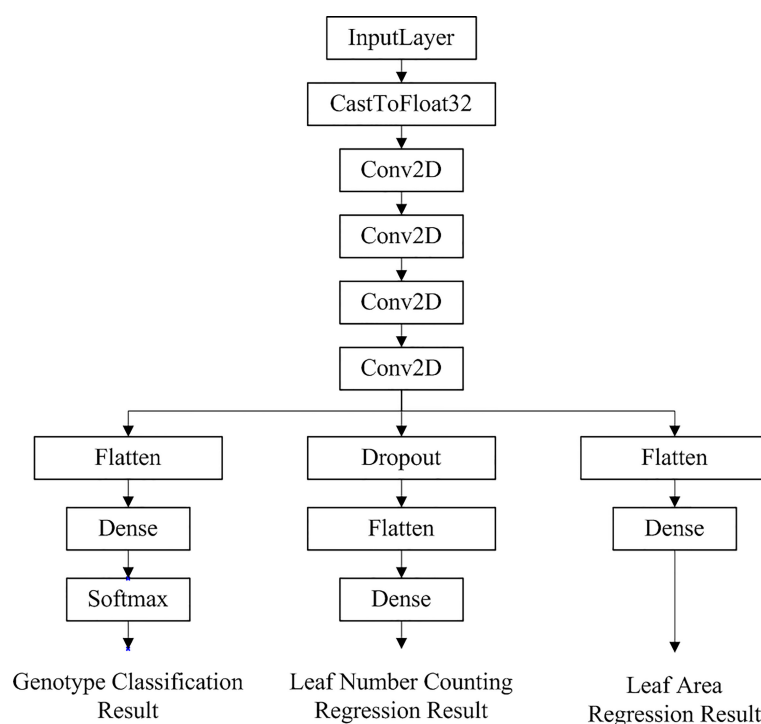 InputLayer
CastToFloat32
Conv2D
Conv2D
Conv2D
Conv2D
Flatten
Dropout
Flatten
Dense
Flatten
Dense
Softmax
Dense
Genotype Classification
Result
Leaf Number Counting
Regression Result
Leaf Area
Regression Result